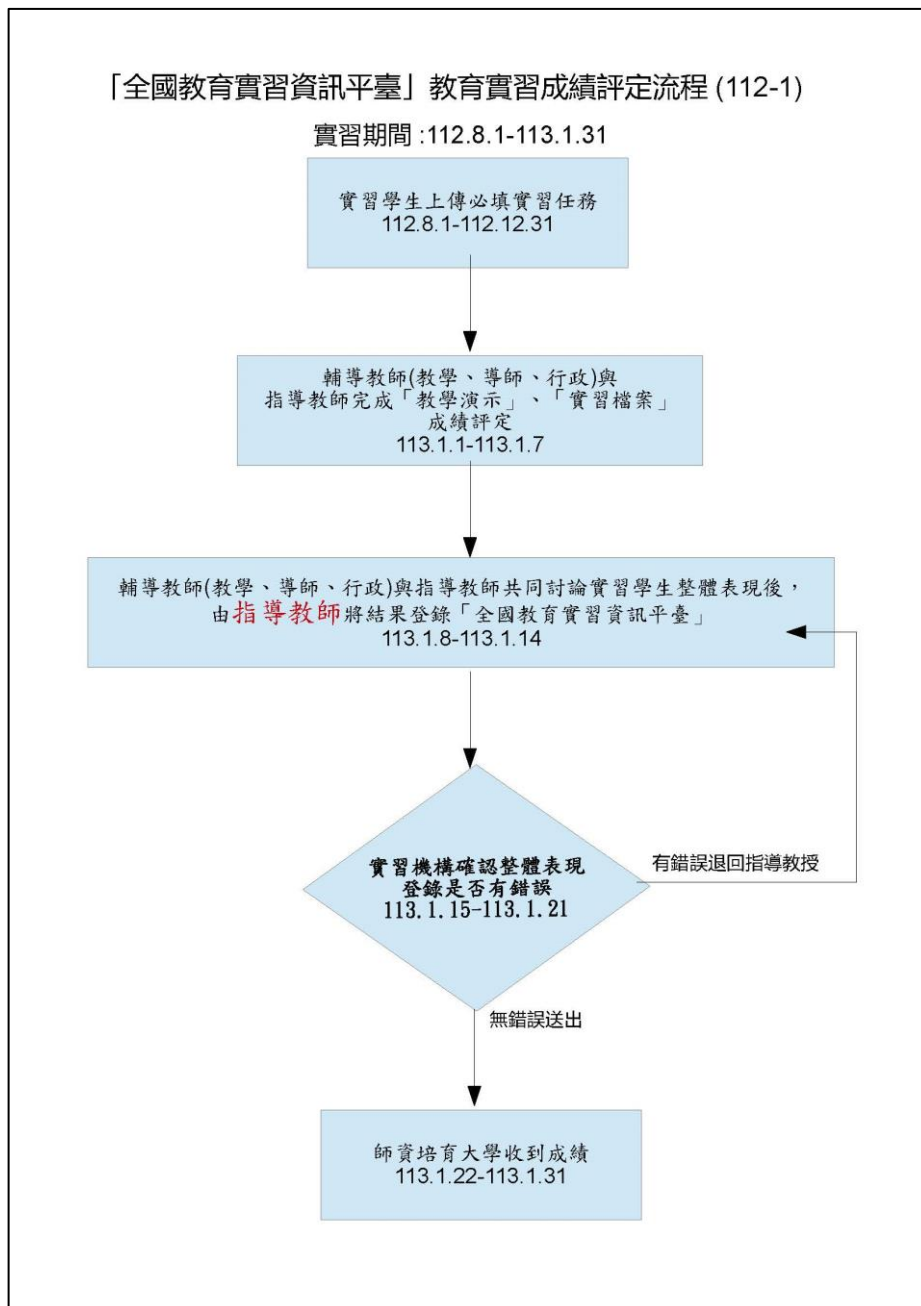 「全國教育實習資訊平臺」教育實習成績評定流程 (112-1)
實習期間 :112.8.1-113.1.31
實習學生上傳必填實習任務
112.8.1-112.12.31
輔導教師(教學、導師、行政)與
指導教師完成「教學演示」、「實習檔案」
成績評定
113.1.1-113.1.7
輔導教師(教學、導師、行政)與指導教師共同討論實習學生整體表現後，
由指導教師將結果登錄「全國教育實習資訊平臺」
113.1.8-113.1.14
實習機構確認整體表現
登錄是否有錯誤
113.1.15-113.1.21
有錯誤退回指導教授
無錯誤送出
師資培育大學收到成績
113.1.22-113.1.31